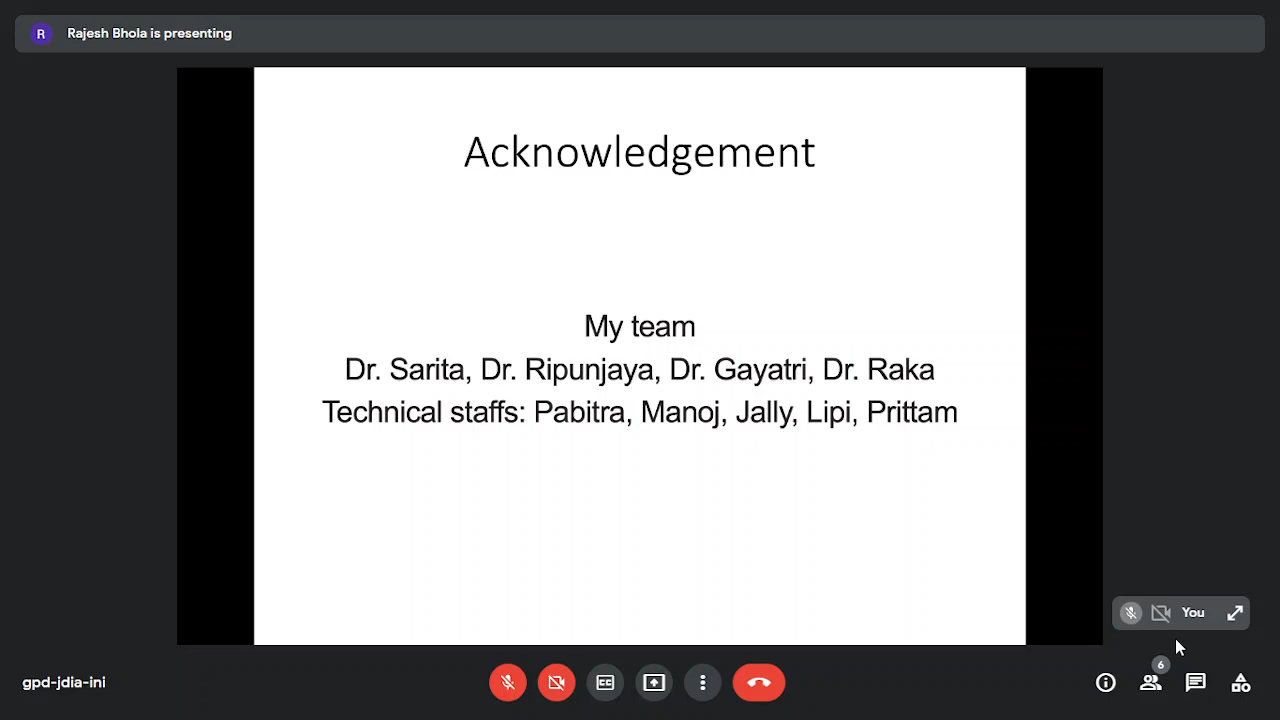 R
Rajesh Bhola is presenting
Acknowledgement
My team
Dr. Sarita, Dr. Ripunjaya, Dr. Gayatri, Dr. Raka
Technical staffs: Pabitra, Manoj, Jally, Lipi, Prittam
You
6
gpd-jdia-ini
CC